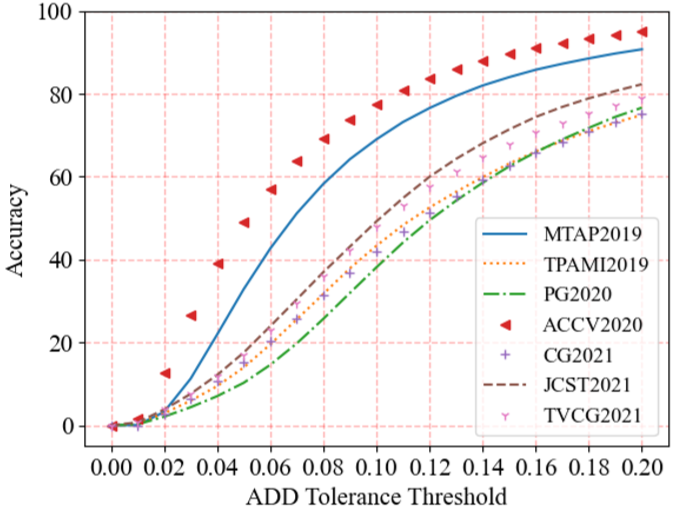 100
80
60
40
20
0
Accuracy
MTAP2019
TPAMI2019
PG2020
ACCV2020
CG2021
JCST2021
TVCG2021
0.00 0.02 0.04 0.06 0.08 0.10 0.12 0.14 0.16 0.18 0.20
ADD Tolerance Threshold